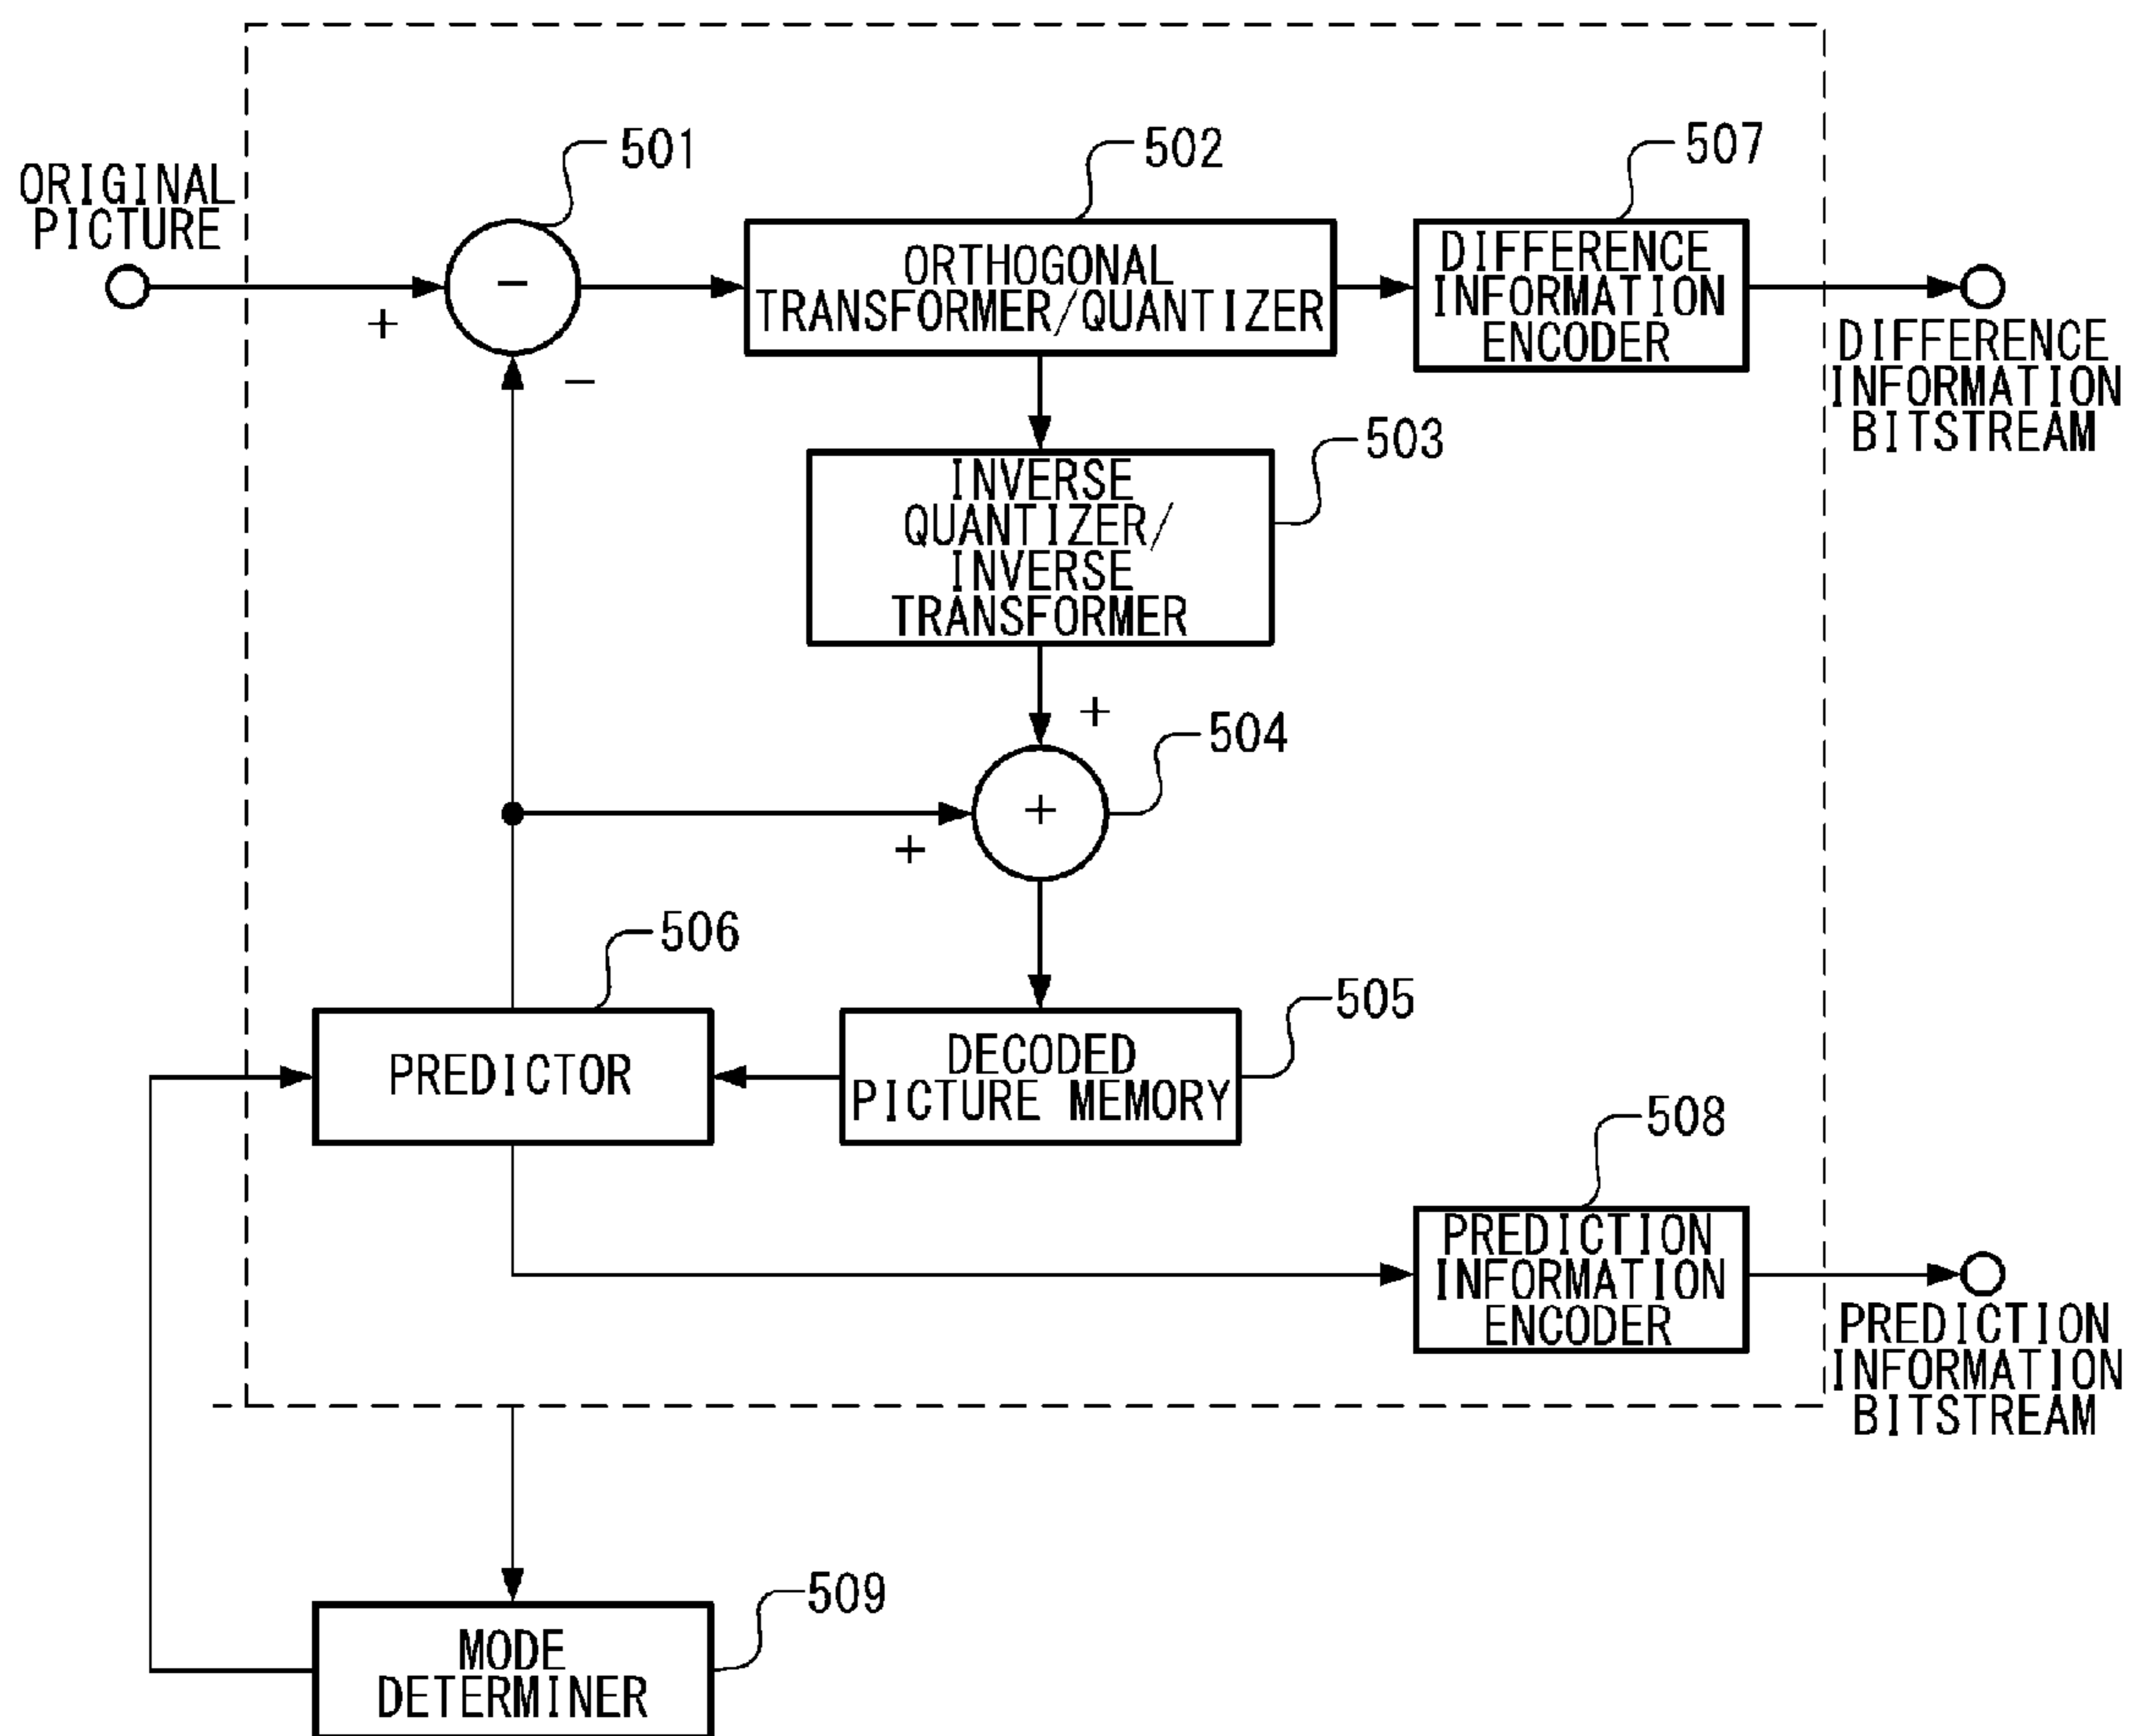 501
502
507
ORIGINAL
PICTURE
+
−
−
ORTHOGONAL
TRANSFORMER/QUANTIZER
DIFFERENCE
INFORMATION
ENCODER
DIFFERENCE
INFORMATION
BITSTREAM
503
INVERSE
QUANTIZER/
INVERSE
TRANSFORMER
+
504
+
+
506
505
PREDICTOR
DECODED
PICTURE MEMORY
508
PREDICTION
INFORMATION
ENCODER
PREDICTION
INFORMATION
BITSTREAM
509
MODE
DETERMINER